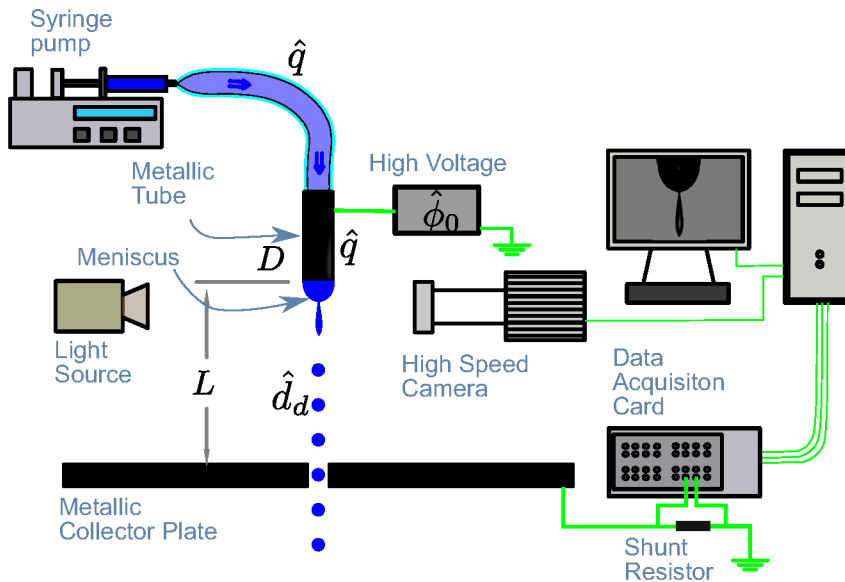 Syringe
pump
q̂
Metallic
Tube
High Voltage
ϕ̂₀
Meniscus
D
q̂
Light
Source
L
d̂_d
High Speed
Camera
Data
Acquisiton
Card
Metallic
Collector Plate
Shunt
Resistor